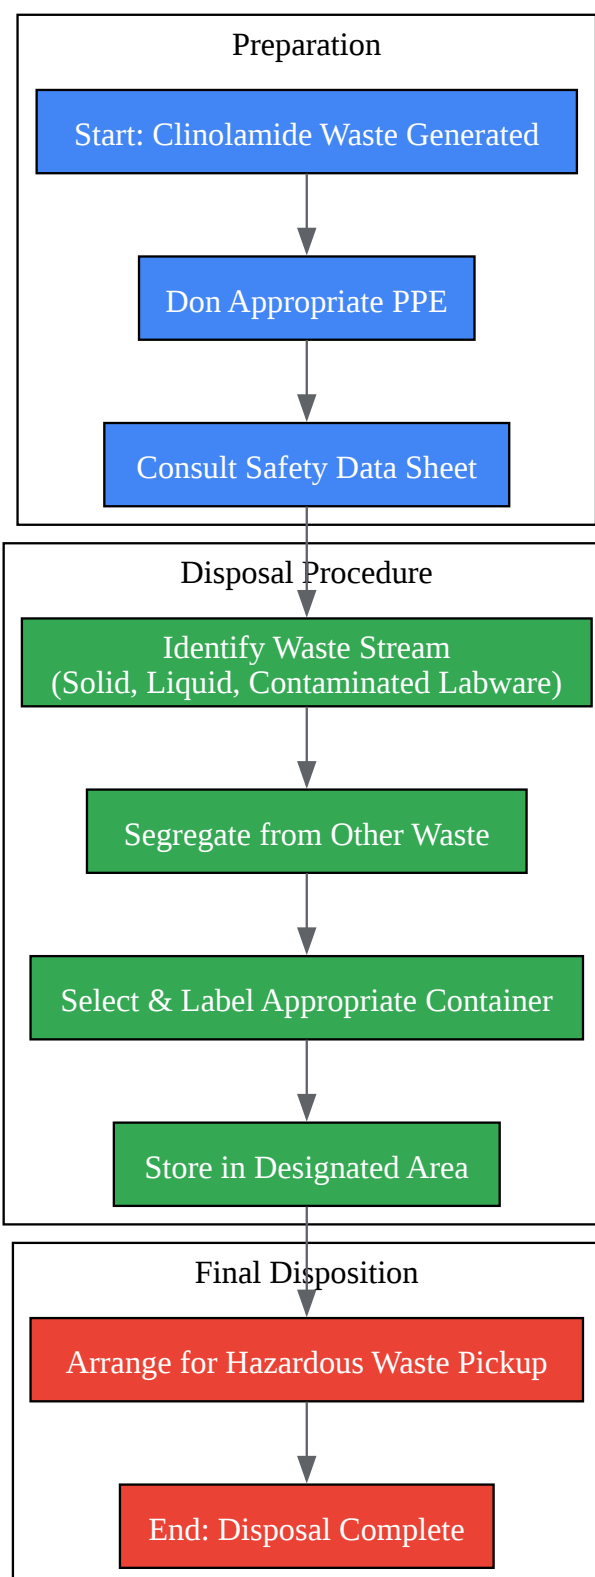 Preparation
Start: Clinolamide Waste Generated
Don Appropriate PPE
Consult Safety Data Sheet
Disposal Procedure
Identify Waste Stream
(Solid, Liquid, Contaminated Labware)
Segregate from Other Waste
Select & Label Appropriate Container
Store in Designated Area
Final Disposition
Arrange for Hazardous Waste Pickup
End: Disposal Complete